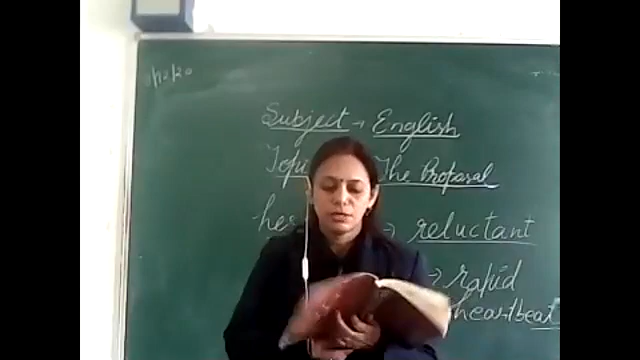 Subject → English
The Proposal
→ reluctant
→ rapid
heartbeat